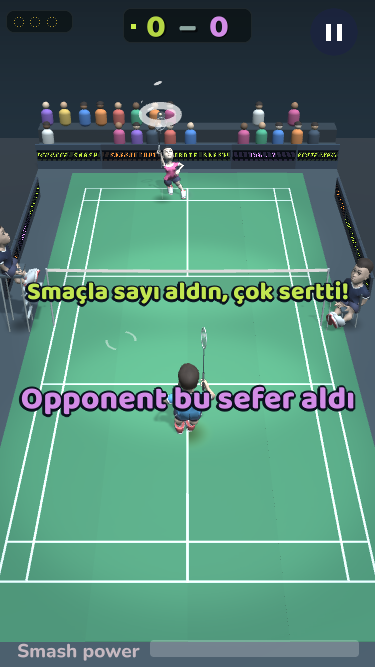 0 – 0
Smaçla sayı aldın, çok sertti!
Opponent bu sefer aldı
Smash power